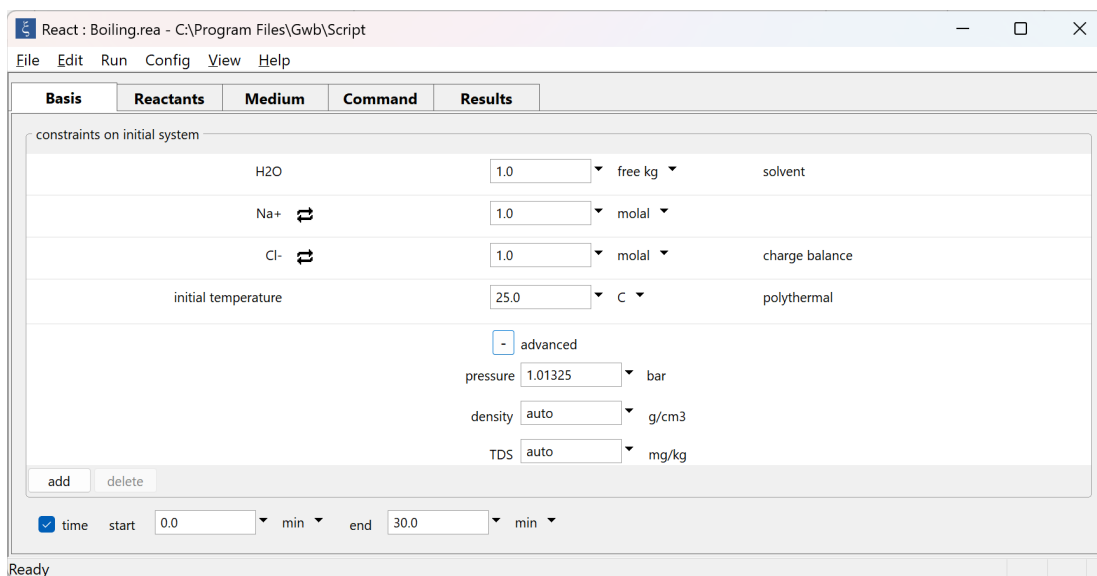 React : Boiling.rea - C:\Program Files\Gwb\Script
File Edit Run Config View Help
Basis Reactants Medium Command Results
constraints on initial system
H2O 1.0 free kg solvent
Na+ 1.0 molal
Cl- 1.0 molal charge balance
initial temperature 25.0 C polythermal
- advanced
pressure 1.01325 bar
density auto g/cm3
TDS auto mg/kg
add delete
time start 0.0 min end 30.0 min
Ready